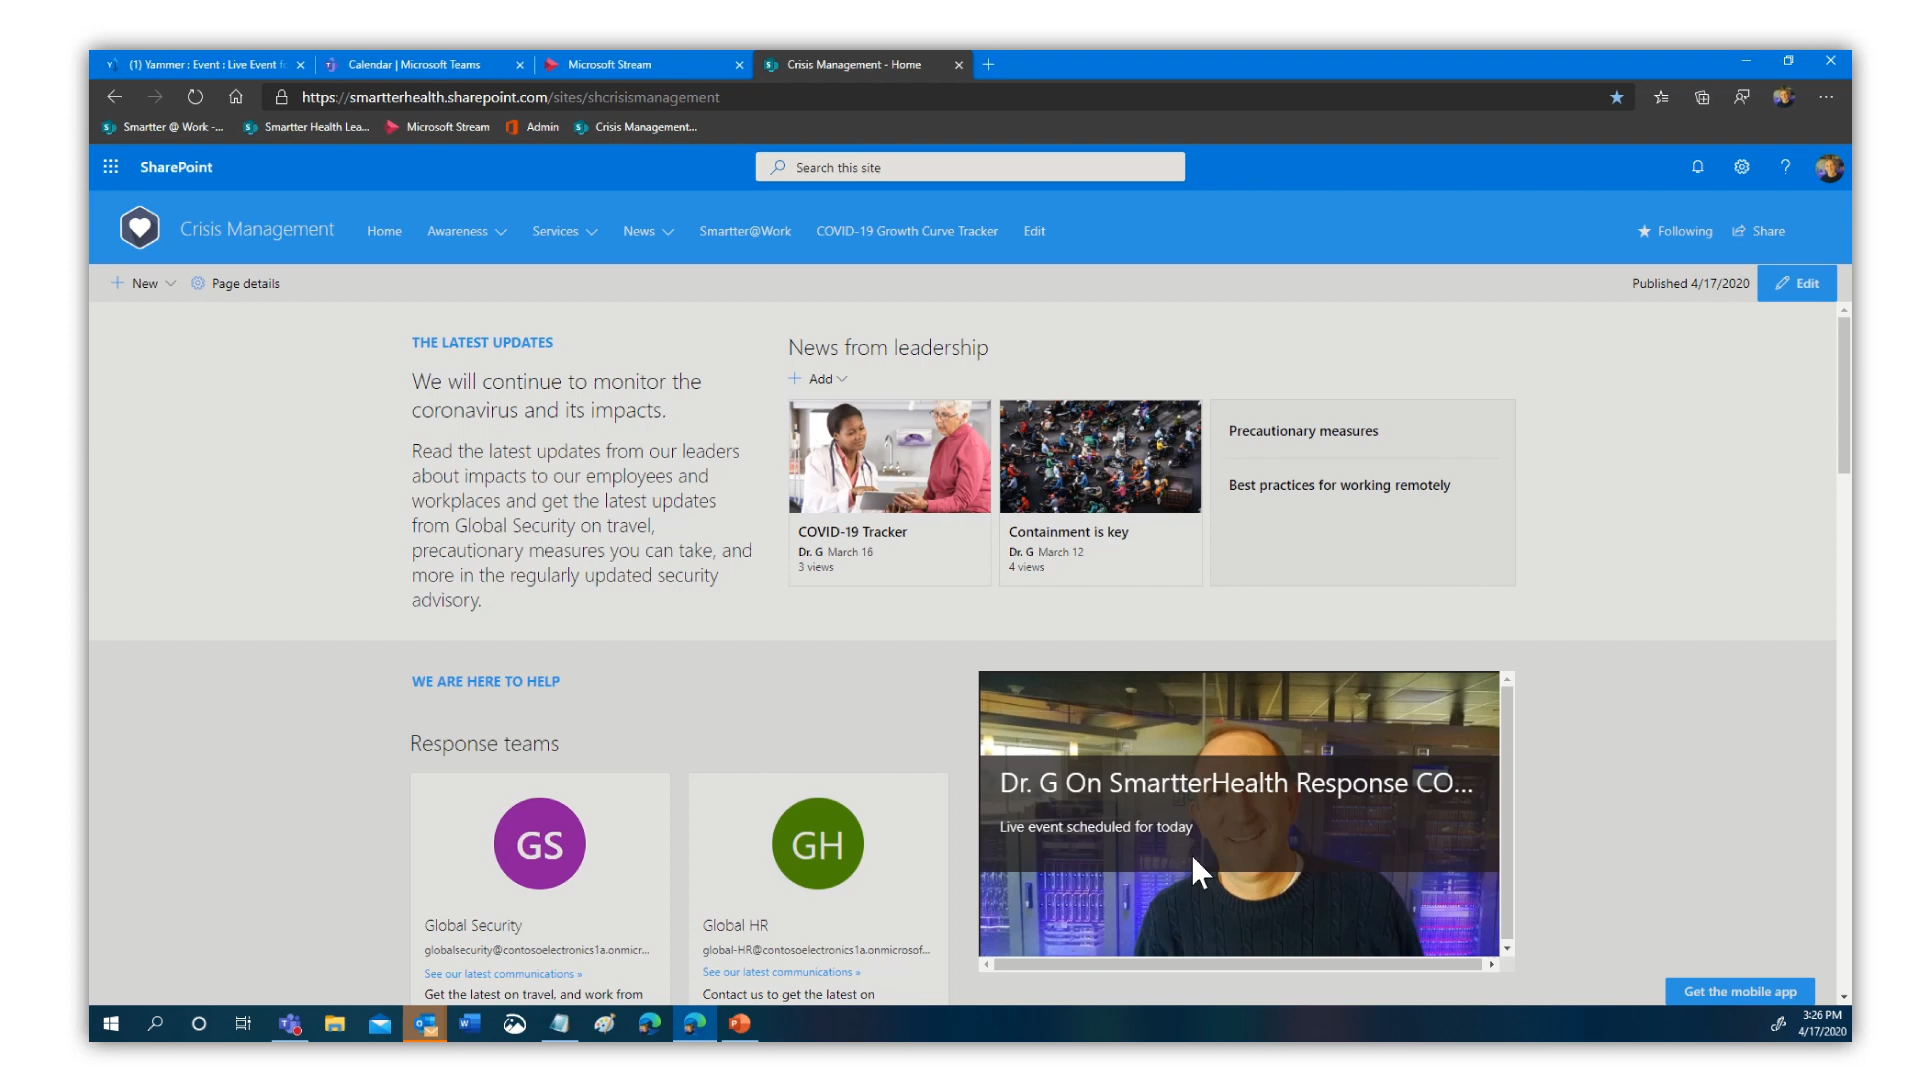 (1) Yammer : Event : Live Event f
Calendar | Microsoft Teams
Microsoft Stream
Crisis Management - Home
https://smartterhealth.sharepoint.com/sites/shcrisismanagement
Smartter @ Work -...
Smartter Health Lea...
Microsoft Stream
Admin
Crisis Management...
SharePoint
Search this site
Crisis Management
Home
Awareness
Services
News
Smartter@Work
COVID-19 Growth Curve Tracker
Edit
Following
Share
New
Page details
Published 4/17/2020
Edit
THE LATEST UPDATES
We will continue to monitor the
coronavirus and its impacts.
Read the latest updates from our leaders
about impacts to our employees and
workplaces and get the latest updates
from Global Security on travel,
precautionary measures you can take, and
more in the regularly updated security
advisory.
News from leadership
Add
COVID-19 Tracker
Dr. G March 16
3 views
Containment is key
Dr. G March 12
4 views
Precautionary measures
Best practices for working remotely
WE ARE HERE TO HELP
Response teams
GS
Global Security
globalsecurity@contosoelectronics1a.onmicr...
See our latest communications »
Get the latest on travel, and work from
GH
Global HR
global-HR@contosoelectronics1a.onmicrosof...
See our latest communications »
Contact us to get the latest on
Dr. G On SmartterHealth Response CO...
Live event scheduled for today
Get the mobile app
3:26 PM
4/17/2020